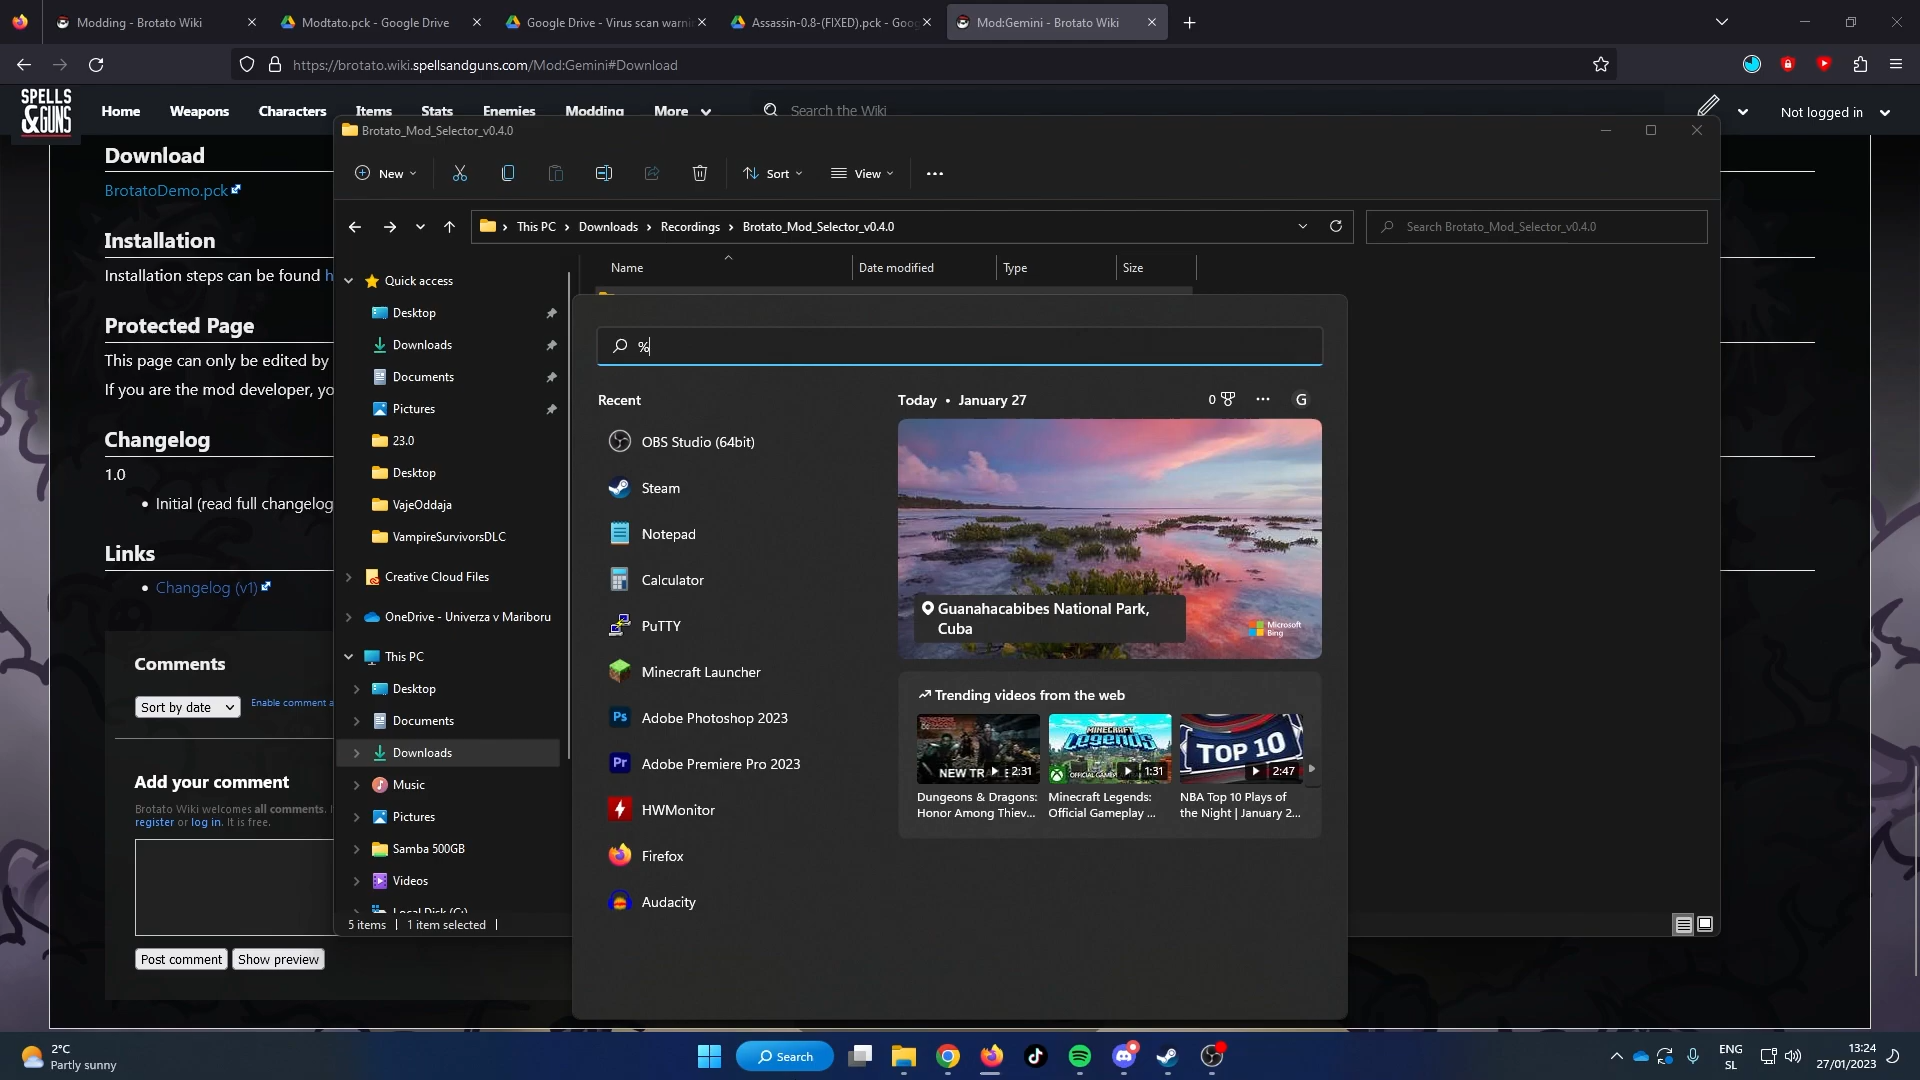 Modding - Brotato Wiki
Modtato.pck - Google Drive
Google Drive - Virus scan warni
Assassin-0.8-(FIXED).pck - Goog
Mod:Gemini - Brotato Wiki
https://brotato.wiki.spellsandguns.com/Mod:Gemini#Download
SPELLS
&GUNS
Home
Weapons
Characters
Items
Stats
Enemies
Modding
More
Search the Wiki
Not logged in
Download
BrotatoDemo.pck
Installation
Installation steps can be found h
Protected Page
This page can only be edited by
If you are the mod developer, yo
Changelog
1.0
• Initial (read full changelog
Links
• Changelog (v1)
Comments
Sort by date
Enable comment a
Add your comment
Brotato Wiki welcomes all comments. I
register or log in. It is free.
Post comment
Show preview
Brotato_Mod_Selector_v0.4.0
New
Sort
View
This PC > Downloads > Recordings > Brotato_Mod_Selector_v0.4.0
Search Brotato_Mod_Selector_v0.4.0
Name
Date modified
Type
Size
Quick access
Desktop
Downloads
Documents
Pictures
23.0
Desktop
VajeOddaja
VampireSurvivorsDLC
Creative Cloud Files
OneDrive - Univerza v Mariboru
This PC
Desktop
Documents
Downloads
Music
Pictures
Samba 500GB
Videos
Local Disk (C:)
5 items
1 item selected
%
Recent
OBS Studio (64bit)
Steam
Notepad
Calculator
PuTTY
Minecraft Launcher
Adobe Photoshop 2023
Adobe Premiere Pro 2023
HWMonitor
Firefox
Audacity
Today • January 27
0
G
Guanahacabibes National Park,
Cuba
Microsoft
Bing
Trending videos from the web
2:31
Dungeons & Dragons:
Honor Among Thiev...
MINECRAFT
Legends
1:31
Minecraft Legends:
Official Gameplay ...
TOP 10
2:47
NBA Top 10 Plays of
the Night | January 2...
2°C
Partly sunny
Search
ENG
SL
13:24
27/01/2023